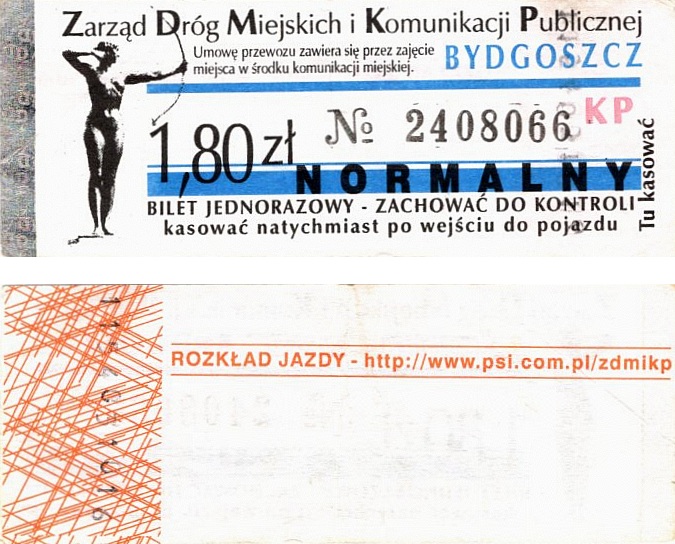 Zarząd Dróg Miejskich i Komunikacji Publicznej
Umowę przewozu zawiera się przez zajęcie
miejsca w środku komunikacji miejskiej.
BYDGOSZCZ
1,80 zł
№ 2408066
KP
NORMALNY
BILET JEDNORAZOWY - ZACHOWAĆ DO KONTROLI
kasować natychmiast po wejściu do pojazdu
Tu kasować
ROZKŁAD JAZDY - http://www.psi.com.pl/zdmikp